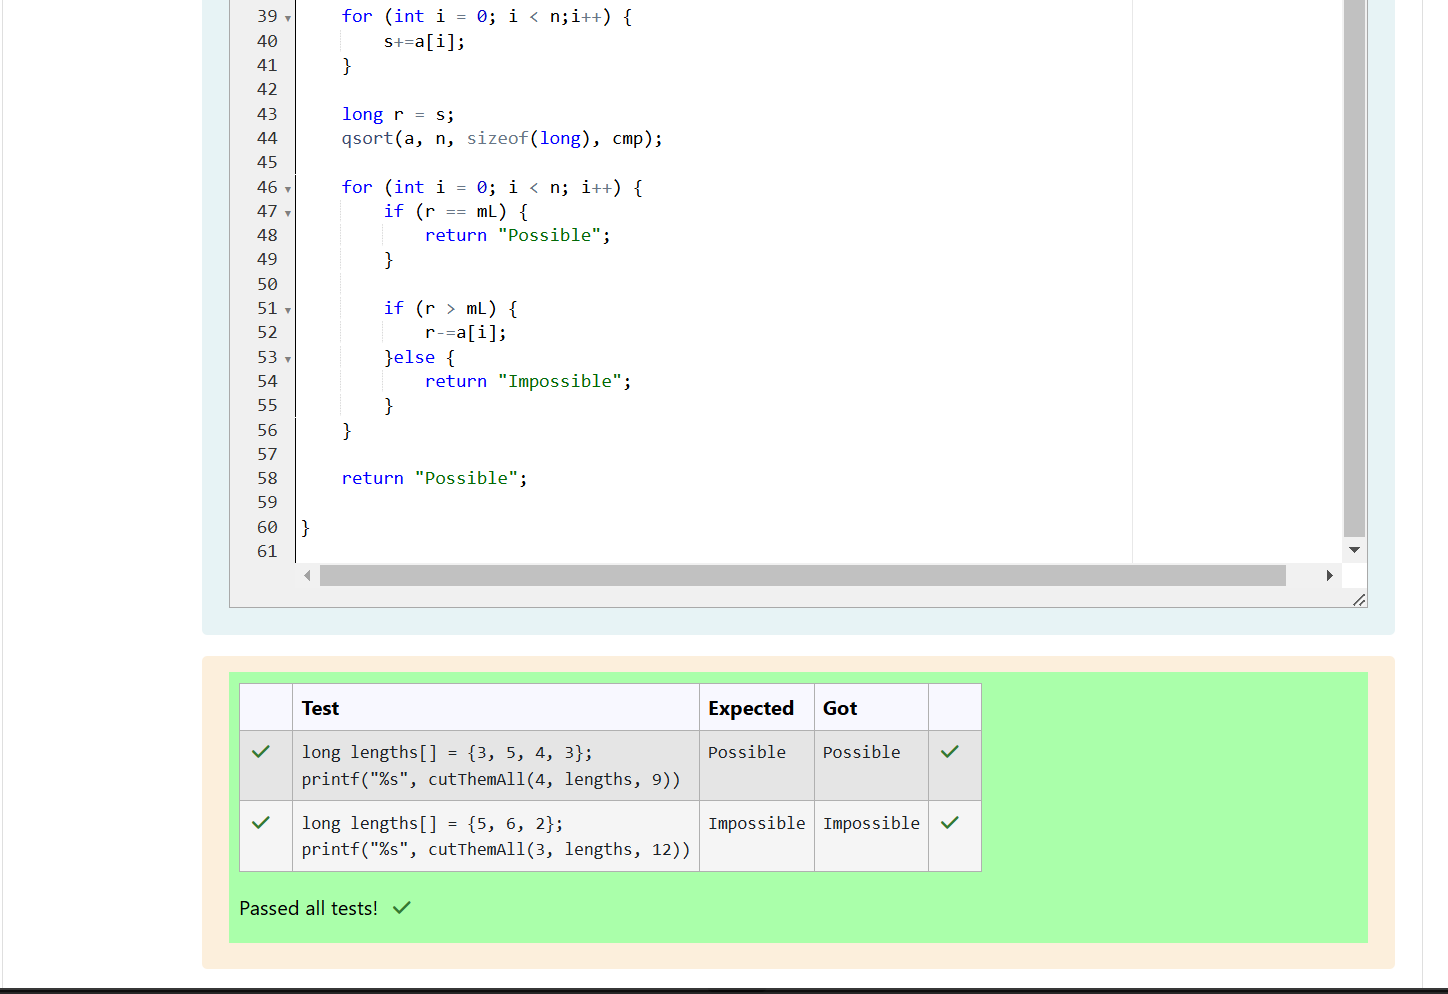 39 for (int i = 0; i < n;i++) {
40 s+=a[i];
41 }
42
43 long r = s;
44 qsort(a, n, sizeof(long), cmp);
45
46 for (int i = 0; i < n; i++) {
47 if (r == mL) {
48 return "Possible";
49 }
50
51 if (r > mL) {
52 r-=a[i];
53 }else {
54 return "Impossible";
55 }
56 }
57
58 return "Possible";
59
60 }
61
Test Expected Got
long lengths[] = {3, 5, 4, 3}; Possible Possible
printf("%s", cutThemAll(4, lengths, 9))
long lengths[] = {5, 6, 2}; Impossible Impossible
printf("%s", cutThemAll(3, lengths, 12))
Passed all tests!